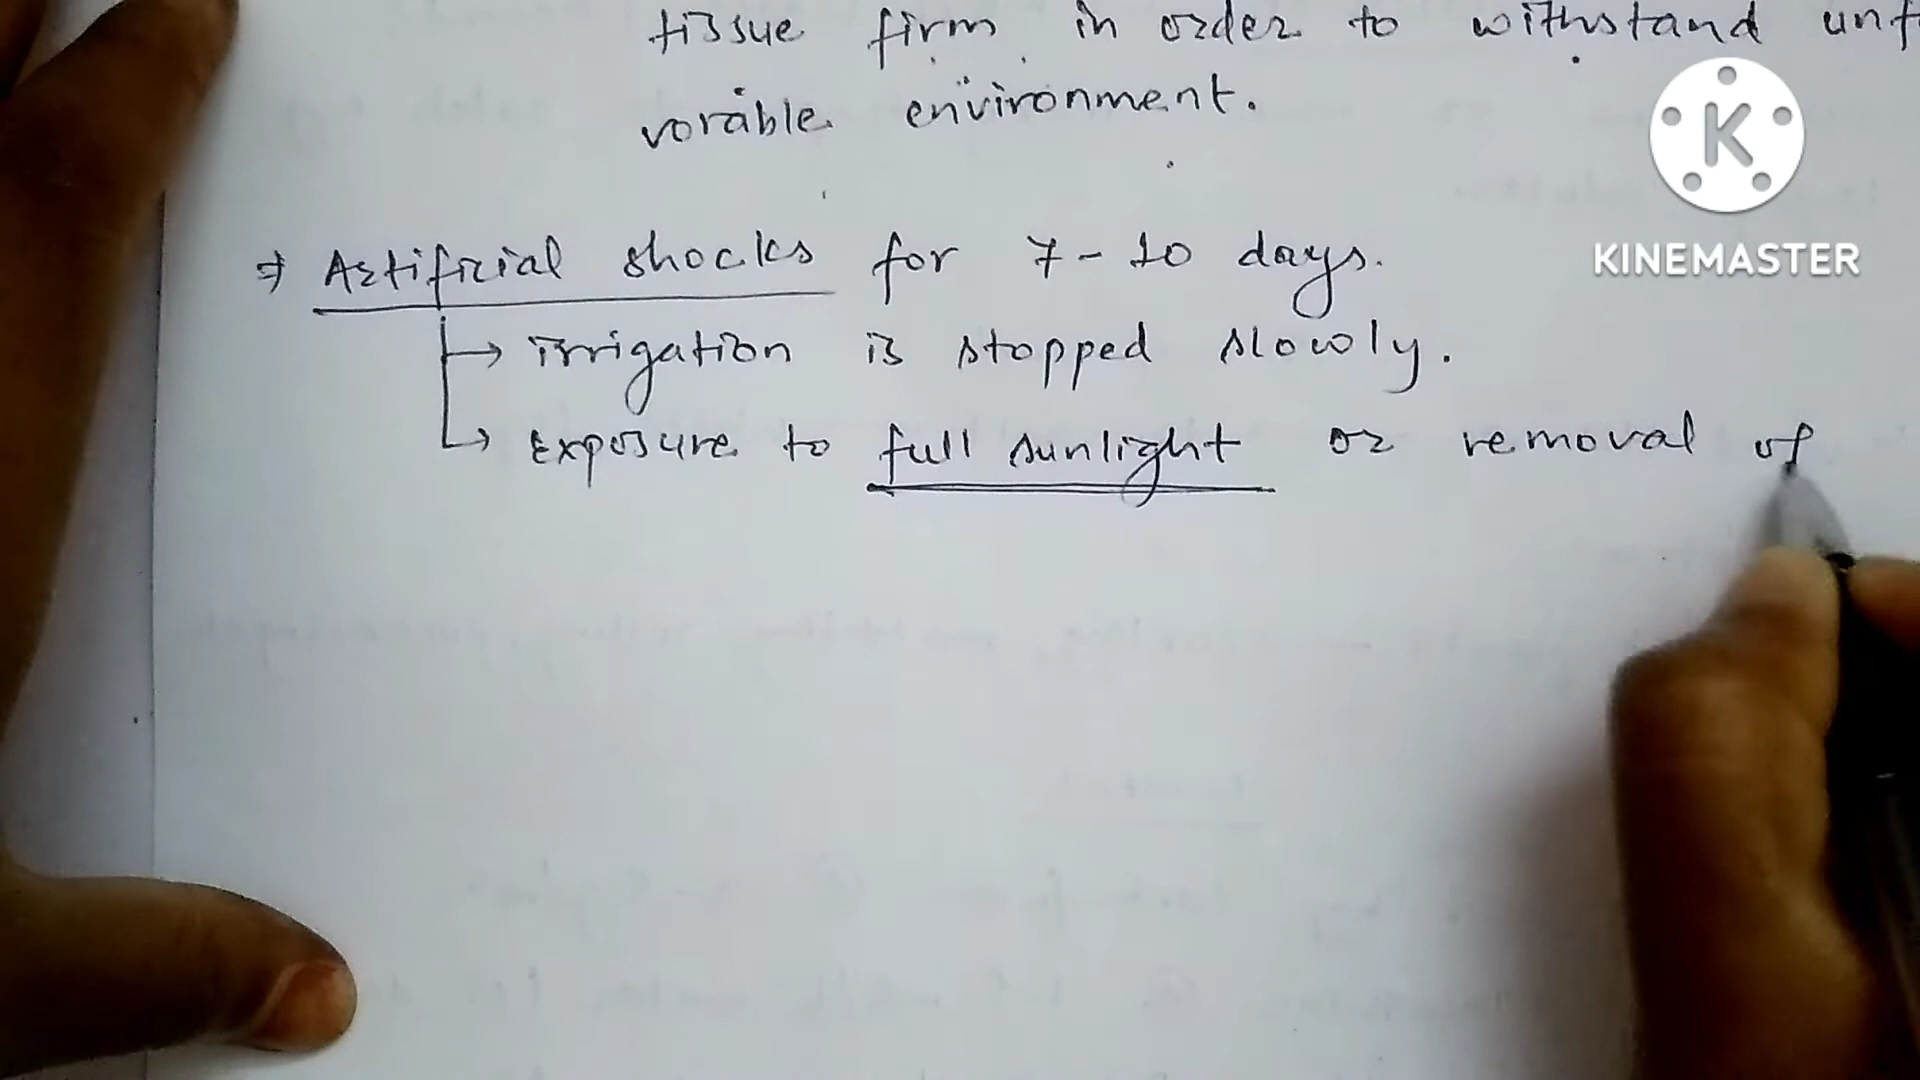 tissue firm in order to withstand unf
vorable environment.
K
KINEMASTER
⇒ Artificial shocks for 7-10 days.
→ irrigation is stopped slowly.
→ Exposure to full sunlight or removal of